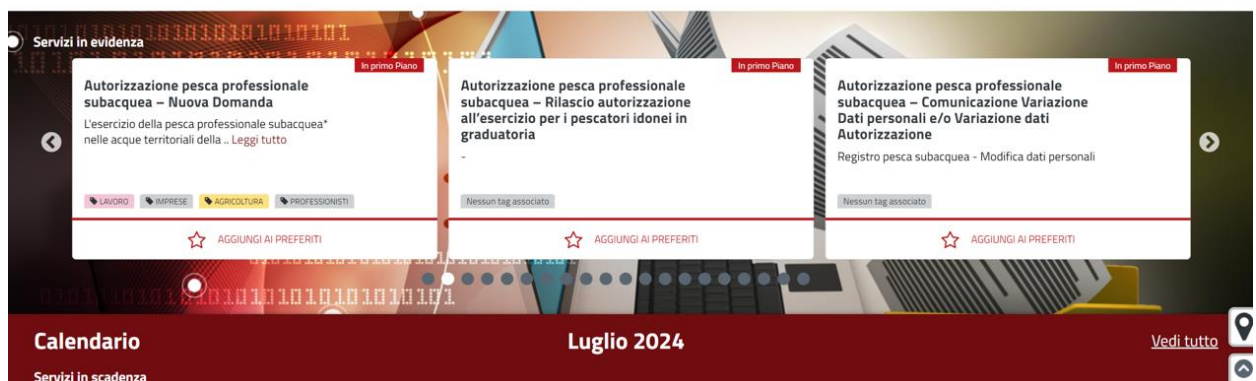 Servizi in evidenza
In primo Piano
Autorizzazione pesca professionale
subacquea – Nuova Domanda
L'esercizio della pesca professionale subacquea*
nelle acque territoriali della .. Leggi tutto
LAVORO IMPRESE AGRICOLTURA PROFESSIONISTI
AGGIUNGI AI PREFERITI
In primo Piano
Autorizzazione pesca professionale
subacquea – Rilascio autorizzazione
all'esercizio per i pescatori idonei in
graduatoria
-
Nessun tag associato
AGGIUNGI AI PREFERITI
In primo Piano
Autorizzazione pesca professionale
subacquea – Comunicazione Variazione
Dati personali e/o Variazione dati
Autorizzazione
Registro pesca subacquea - Modifica dati personali
Nessun tag associato
AGGIUNGI AI PREFERITI
Calendario
Luglio 2024
Vedi tutto
Servizi in scadenza